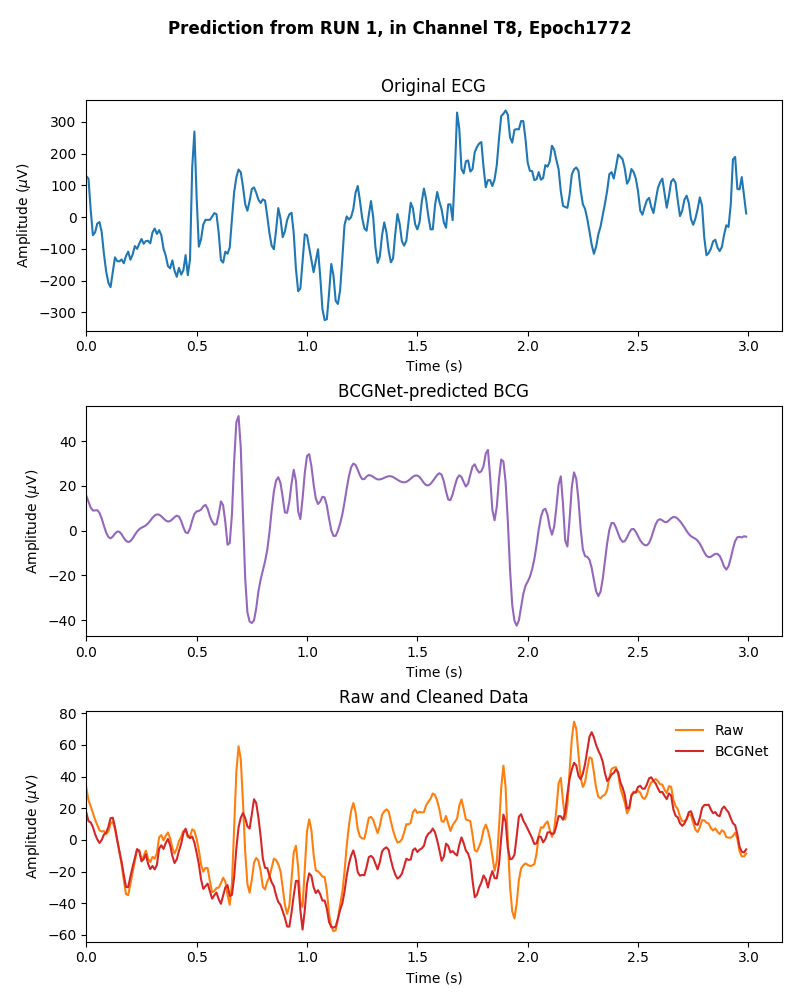 Prediction from RUN 1, in Channel T8, Epoch1772
Original ECG
Amplitude (μV)
300
200
100
0
−100
−200
−300
0.0 0.5 1.0 1.5 2.0 2.5 3.0
Time (s)
BCGNet-predicted BCG
Amplitude (μV)
40
20
0
−20
−40
0.0 0.5 1.0 1.5 2.0 2.5 3.0
Time (s)
Raw and Cleaned Data
Amplitude (μV)
80
60
40
20
0
−20
−40
−60
Raw
BCGNet
0.0 0.5 1.0 1.5 2.0 2.5 3.0
Time (s)